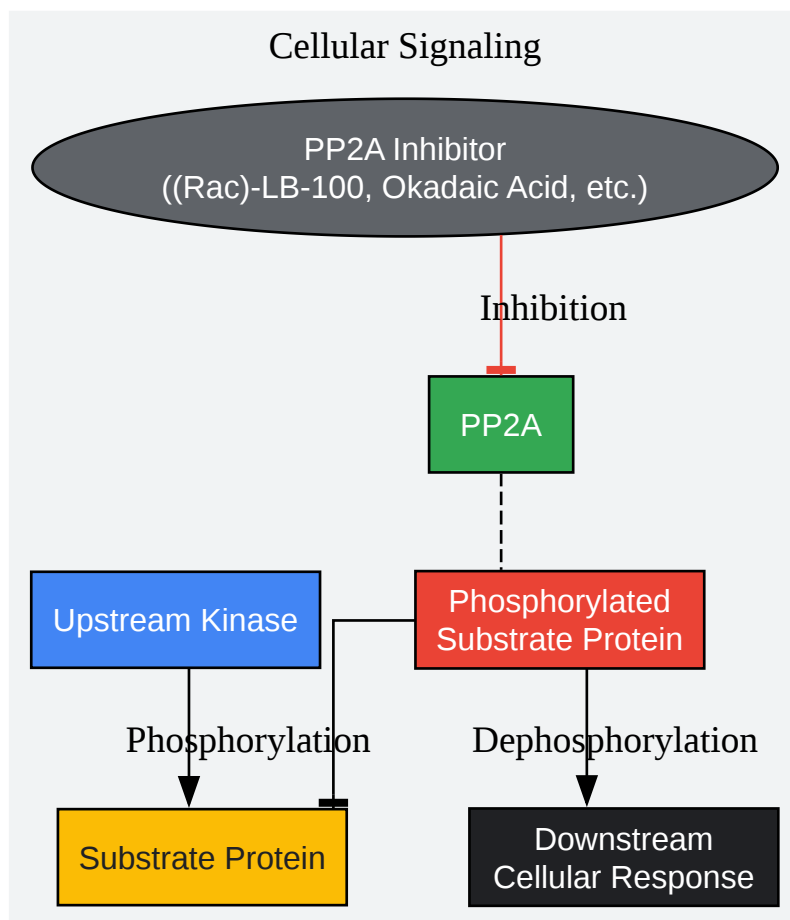 Cellular Signaling
PP2A Inhibitor
((Rac)-LB-100, Okadaic Acid, etc.)
Inhibition
PP2A
Upstream Kinase
Phosphorylated
Substrate Protein
Phosphorylation
Dephosphorylation
Substrate Protein
Downstream
Cellular Response